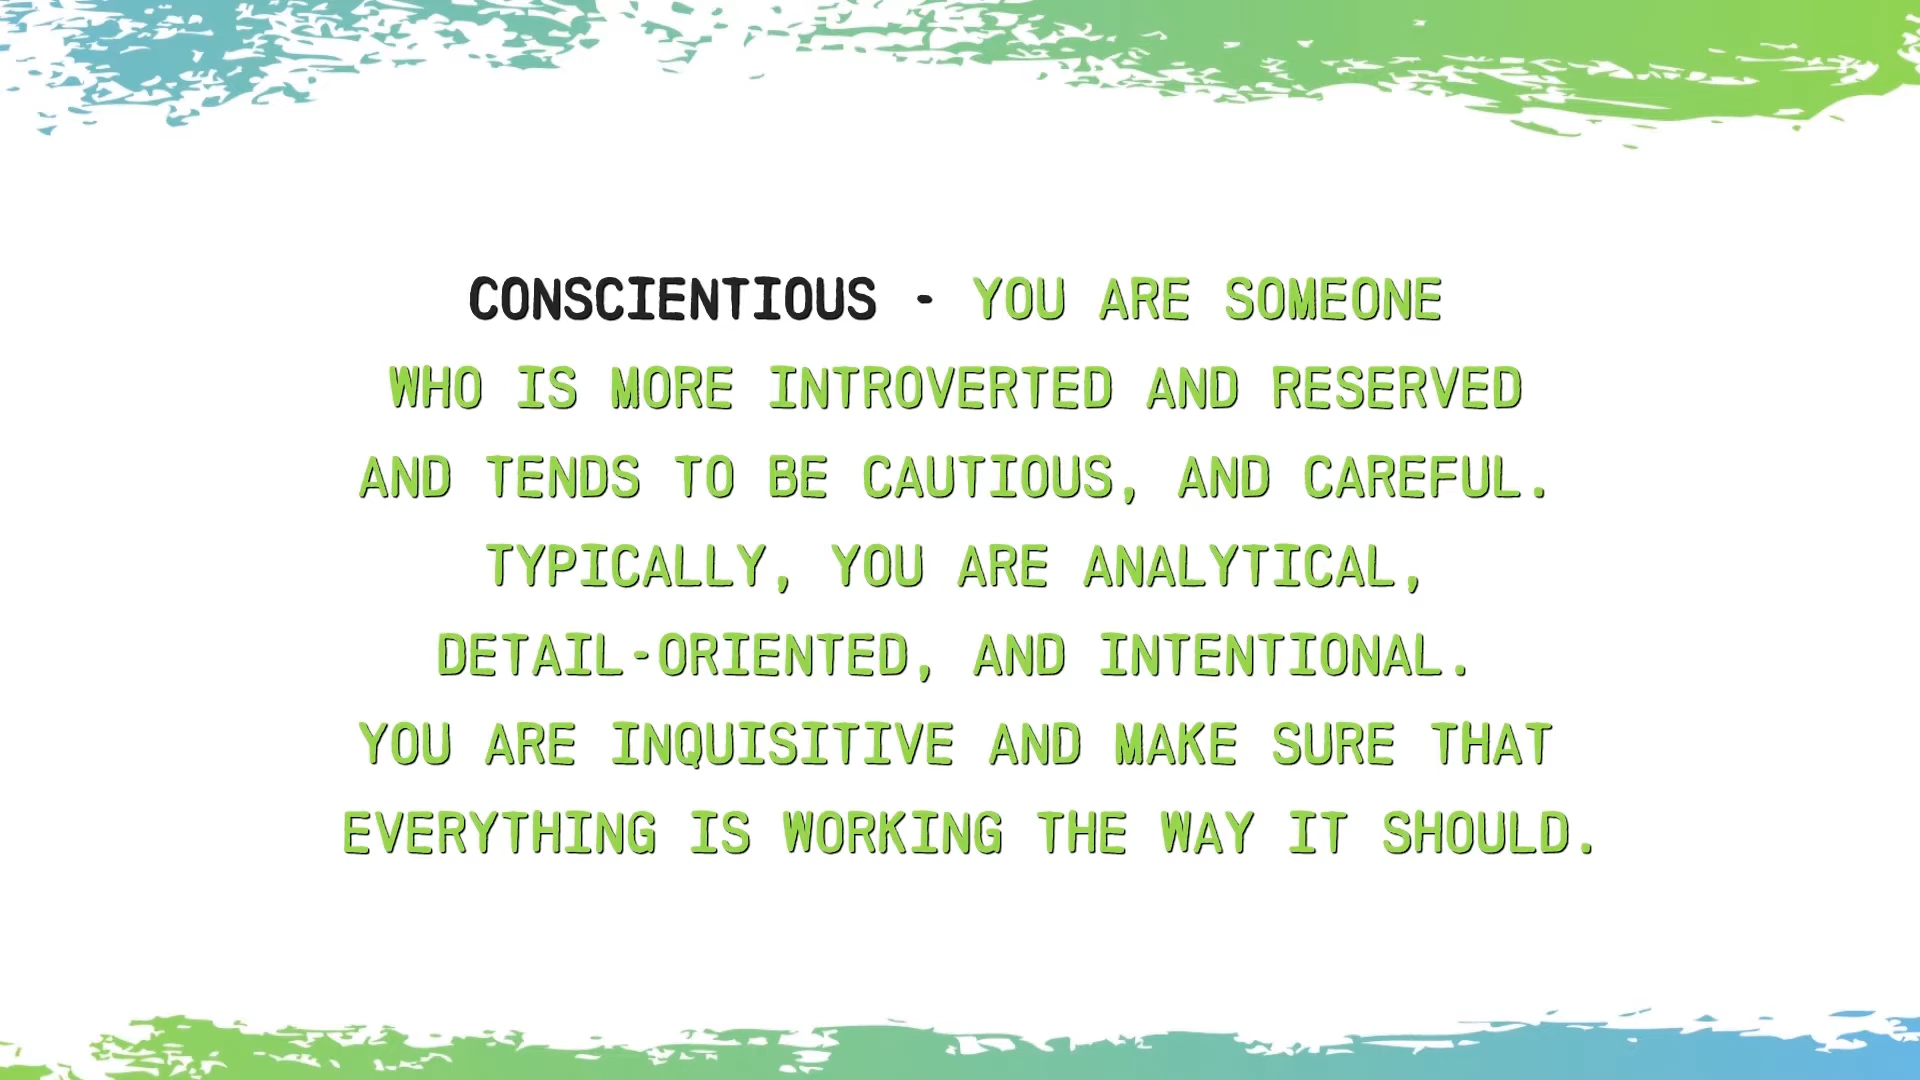 CONSCIENTIOUS - YOU ARE SOMEONE
WHO IS MORE INTROVERTED AND RESERVED
AND TENDS TO BE CAUTIOUS, AND CAREFUL.
TYPICALLY, YOU ARE ANALYTICAL,
DETAIL-ORIENTED, AND INTENTIONAL.
YOU ARE INQUISITIVE AND MAKE SURE THAT
EVERYTHING IS WORKING THE WAY IT SHOULD.